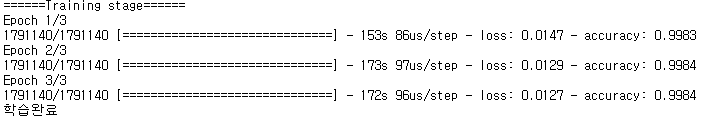 ======Training stage======
Epoch 1/3
1791140/1791140 [==============================] - 153s 86us/step - loss: 0.0147 - accuracy: 0.9983
Epoch 2/3
1791140/1791140 [==============================] - 173s 97us/step - loss: 0.0129 - accuracy: 0.9984
Epoch 3/3
1791140/1791140 [==============================] - 172s 96us/step - loss: 0.0127 - accuracy: 0.9984
학습완료